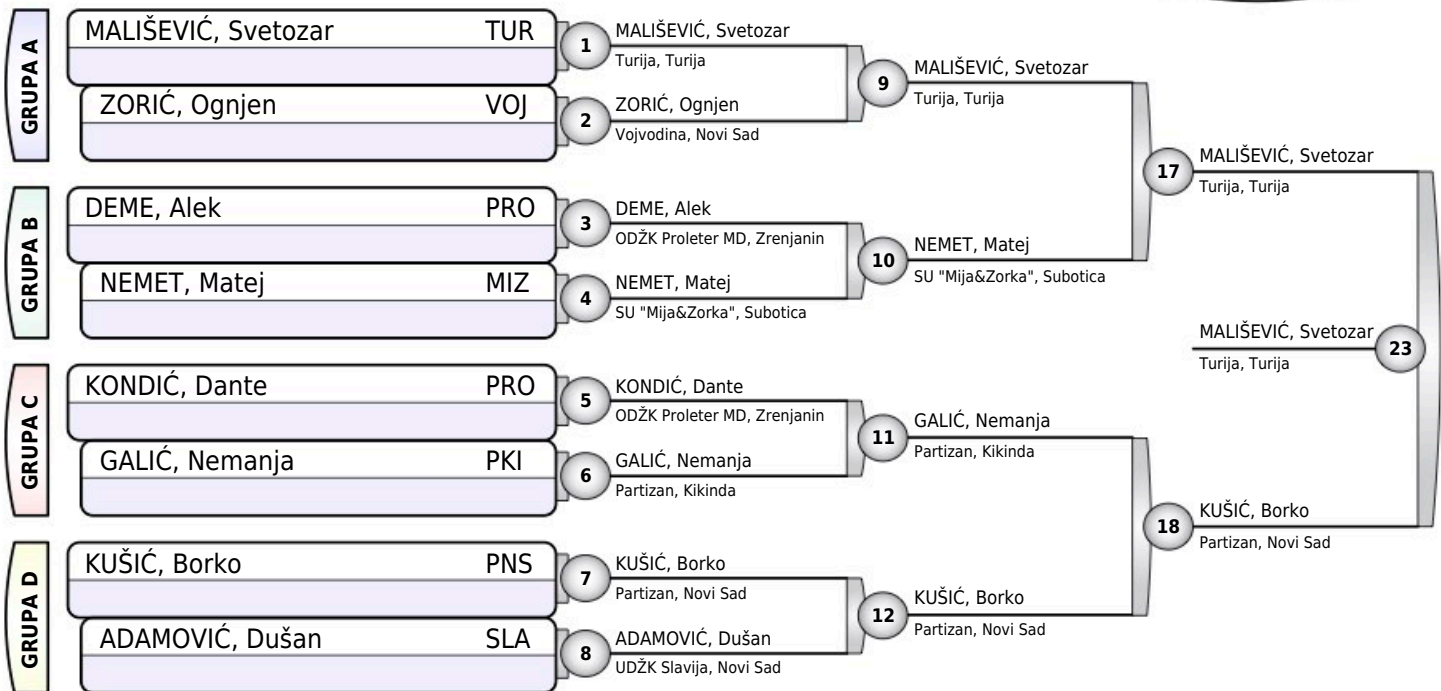 GRUPA A
MALIŠEVIĆ, Svetozar TUR
ZORIĆ, Ognjen VOJ
GRUPA B
DEME, Alek PRO
NEMET, Matej MIZ
GRUPA C
KONDIĆ, Dante PRO
GALIĆ, Nemanja PKI
GRUPA D
KUŠIĆ, Borko PNS
ADAMOVIĆ, Dušan SLA
1
MALIŠEVIĆ, Svetozar
Turija, Turija
2
ZORIĆ, Ognjen
Vojvodina, Novi Sad
3
DEME, Alek
ODŽK Proleter MD, Zrenjanin
4
NEMET, Matej
SU "Mija&Zorka", Subotica
5
KONDIĆ, Dante
ODŽK Proleter MD, Zrenjanin
6
GALIĆ, Nemanja
Partizan, Kikinda
7
KUŠIĆ, Borko
Partizan, Novi Sad
8
ADAMOVIĆ, Dušan
UDŽK Slavija, Novi Sad
9
MALIŠEVIĆ, Svetozar
Turija, Turija
10
NEMET, Matej
SU "Mija&Zorka", Subotica
11
GALIĆ, Nemanja
Partizan, Kikinda
12
KUŠIĆ, Borko
Partizan, Novi Sad
17
MALIŠEVIĆ, Svetozar
Turija, Turija
18
KUŠIĆ, Borko
Partizan, Novi Sad
MALIŠEVIĆ, Svetozar
Turija, Turija
23